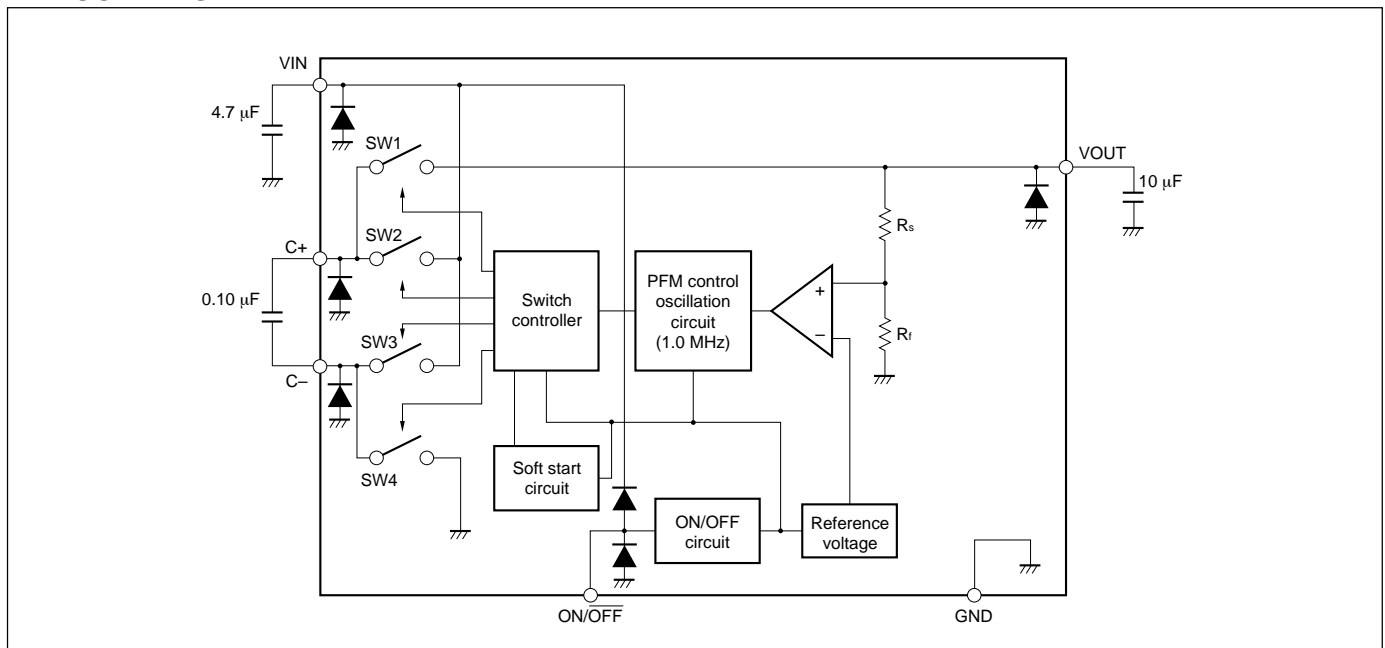 VIN
4.7 μF
SW1
VOUT
10 μF
Rs
C+
SW2
0.10 μF
Switch
controller
PFM control
oscillation
circuit
(1.0 MHz)
+
−
Rf
SW3
C−
SW4
Soft start
circuit
ON/OFF
circuit
Reference
voltage
ON/OFF
GND